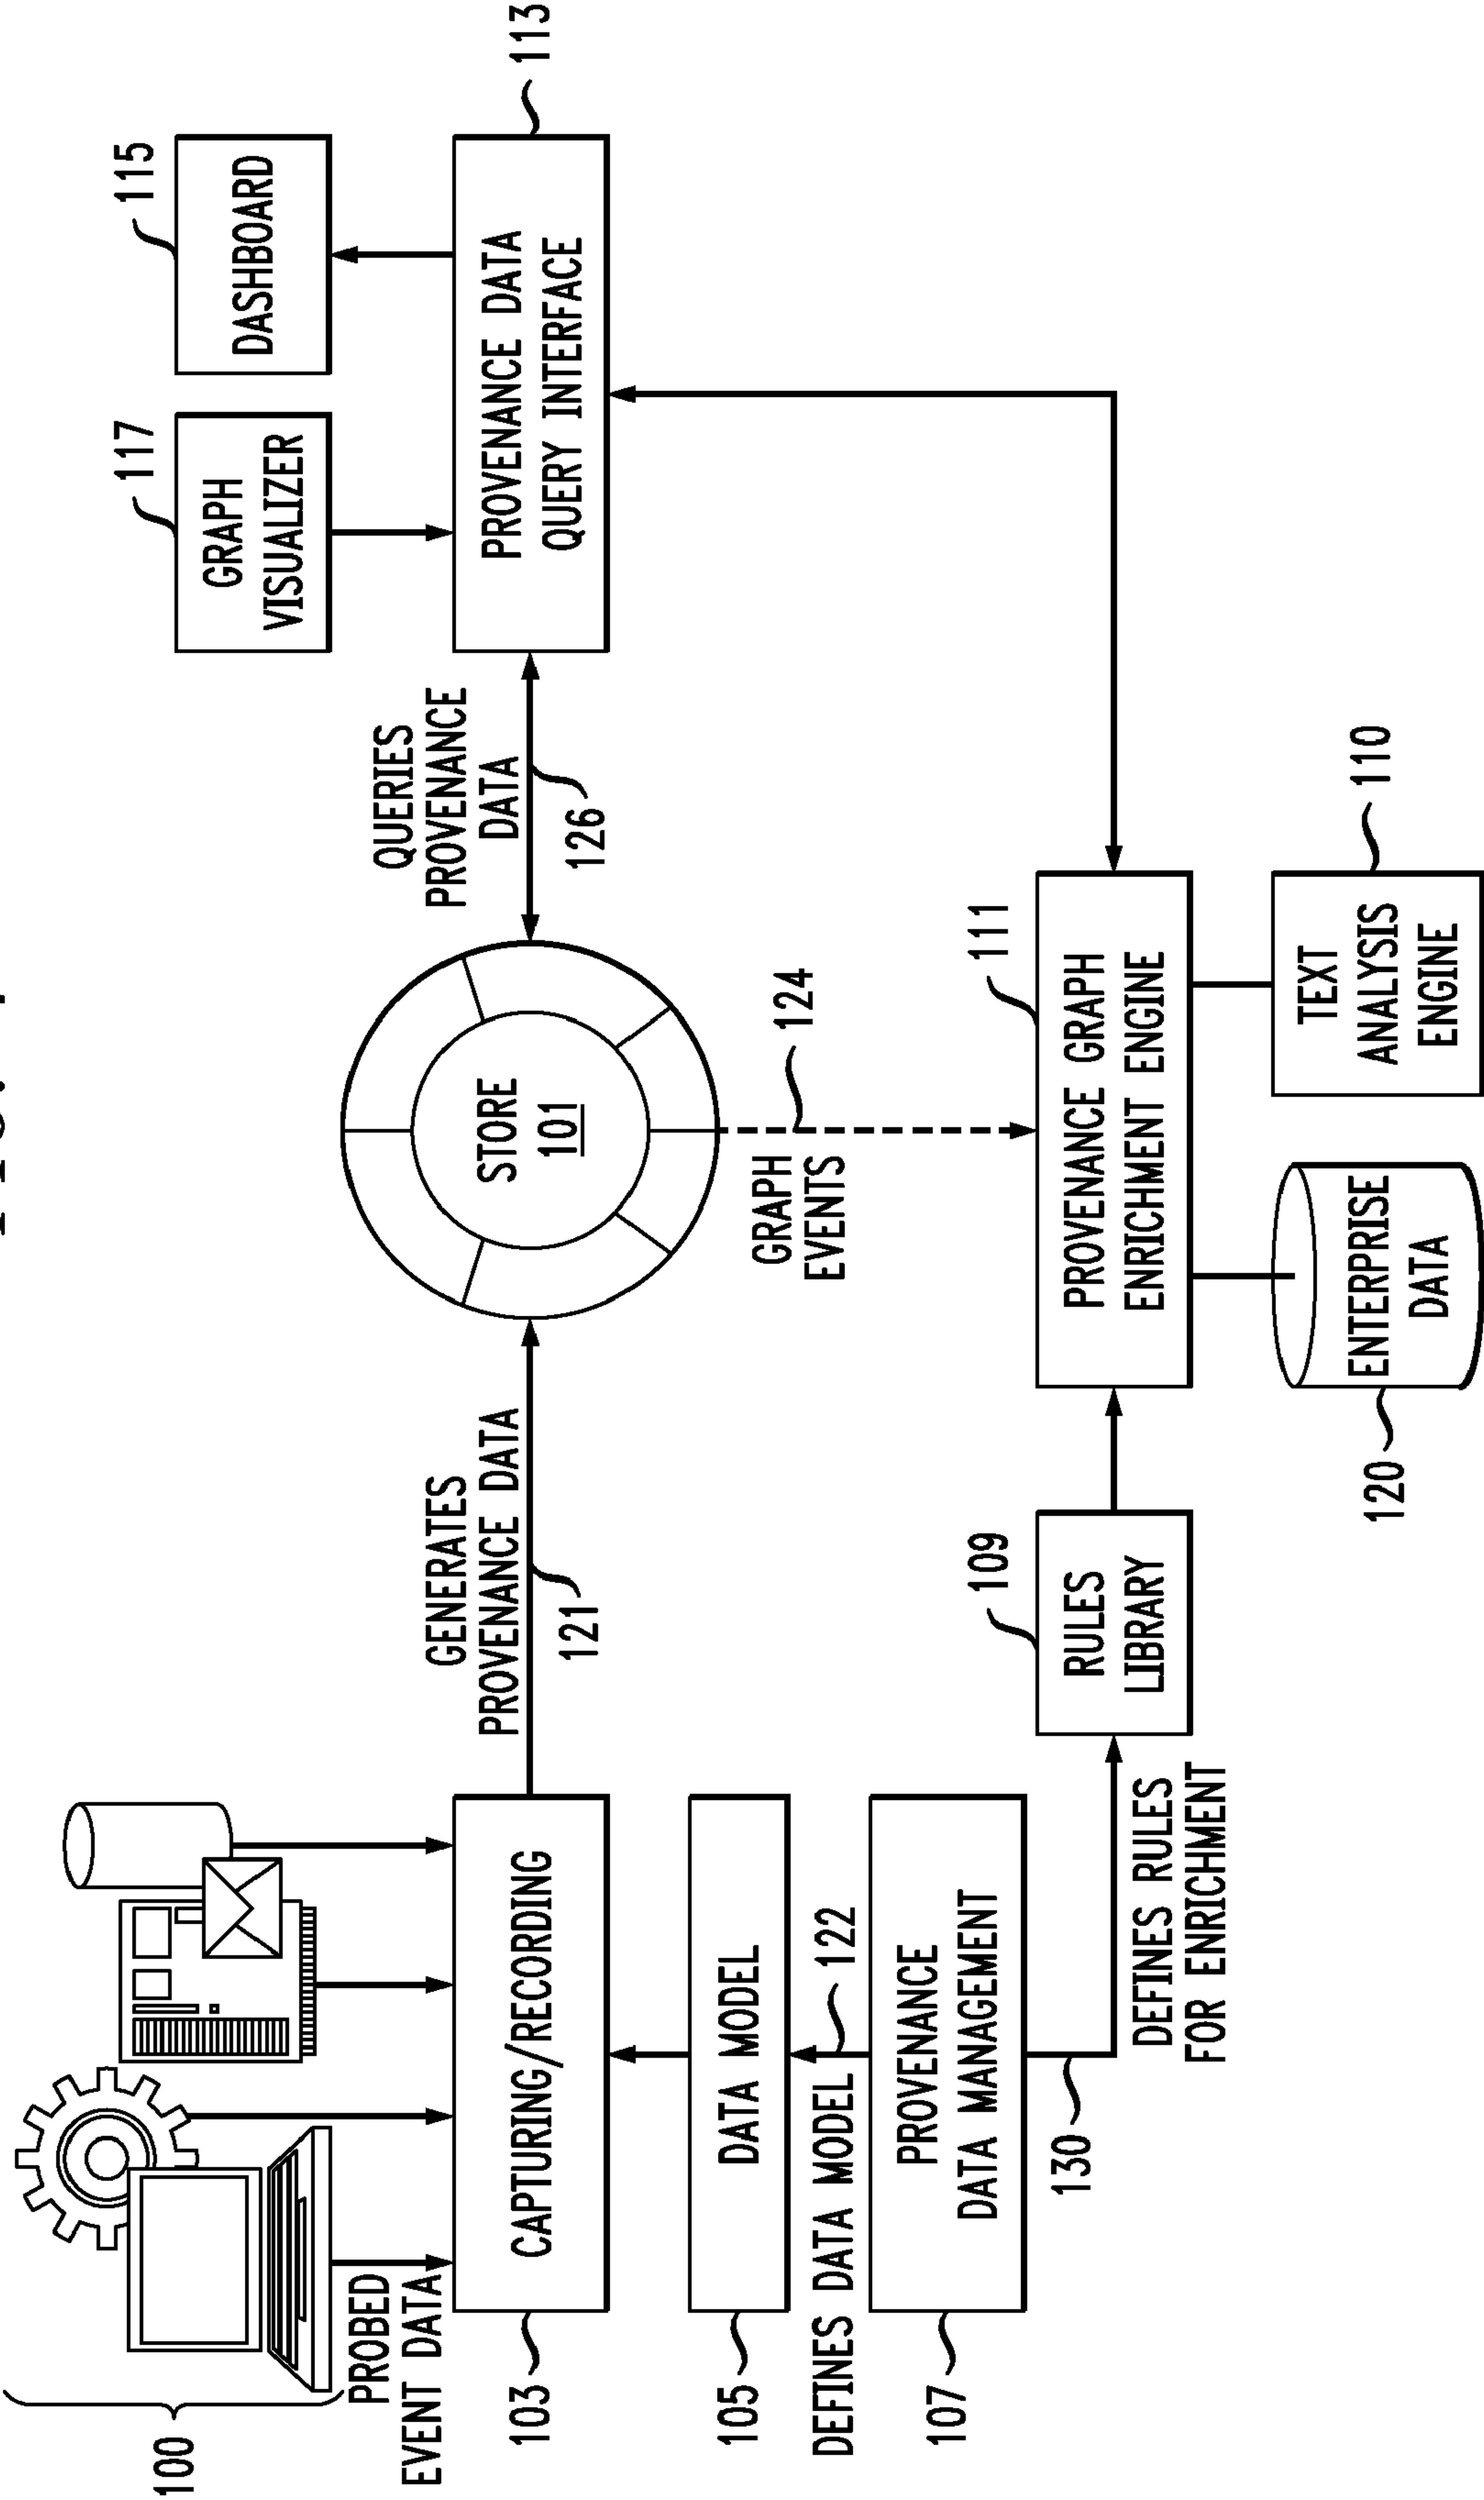 100
PROBED
EVENT DATA
103
CAPTURING/RECORDING
105
DATA MODEL
DEFINES DATA MODEL
122
107
PROVENANCE
DATA MANAGEMENT
130
DEFINES RULES
FOR ENRICHMENT
GENERATES
PROVENANCE DATA
121
STORE
101
QUERIES
PROVENANCE
DATA
126
GRAPH
EVENTS
124
117
GRAPH
VISUALIZER
115
DASHBOARD
113
PROVENANCE DATA
QUERY INTERFACE
109
RULES
LIBRARY
111
PROVENANCE GRAPH
ENRICHMENT ENGINE
120
ENTERPRISE
DATA
110
TEXT
ANALYSIS
ENGINE